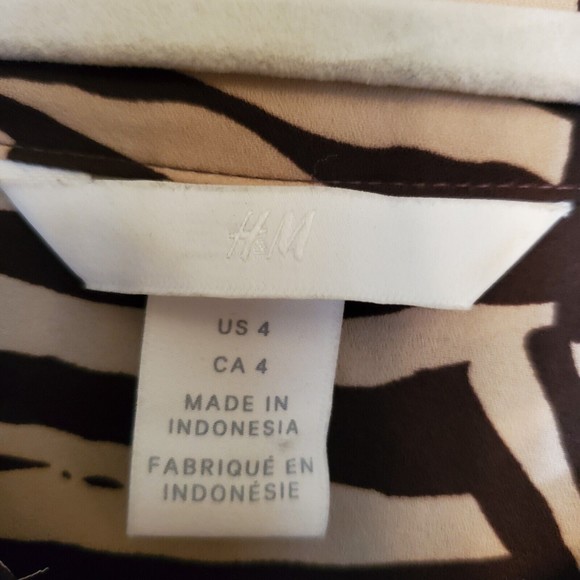 H&M
US 4
CA 4
MADE IN
INDONESIA
FABRIQUÉ EN
INDONÉSIE